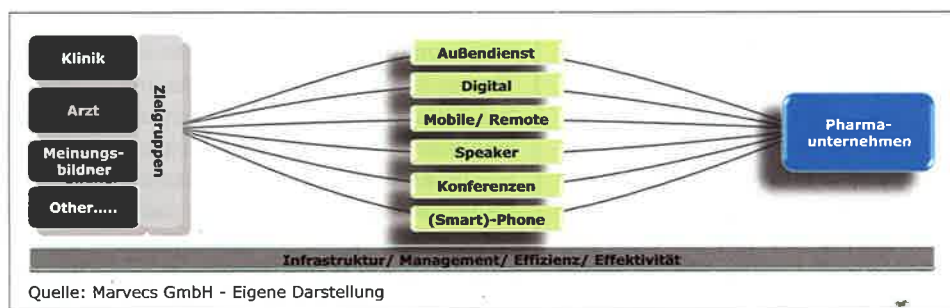 Klinik
Arzt
Meinungs-
bildner
Other.....
Zielgruppen
Außendienst
Digital
Mobile/ Remote
Speaker
Konferenzen
(Smart)-Phone
Pharma-
unternehmen
Infrastruktur/ Management/ Effizienz/ Effektivität
Quelle: Marvecs GmbH - Eigene Darstellung